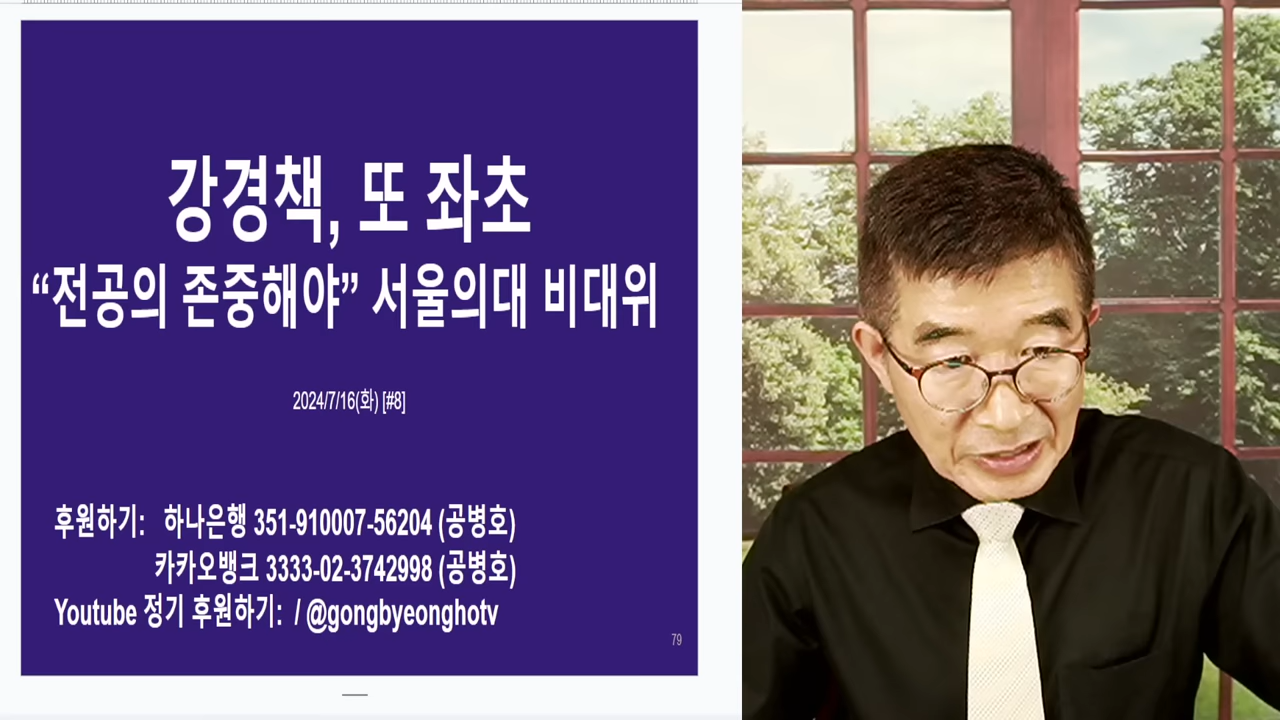 강경책, 또 좌초
“전공의 존중해야” 서울의대 비대위
2024/7/16(화) [#8]
후원하기: 하나은행 351-910007-56204 (공병호)
카카오뱅크 3333-02-3742998 (공병호)
Youtube 정기 후원하기: / @gongbyeonghotv
79